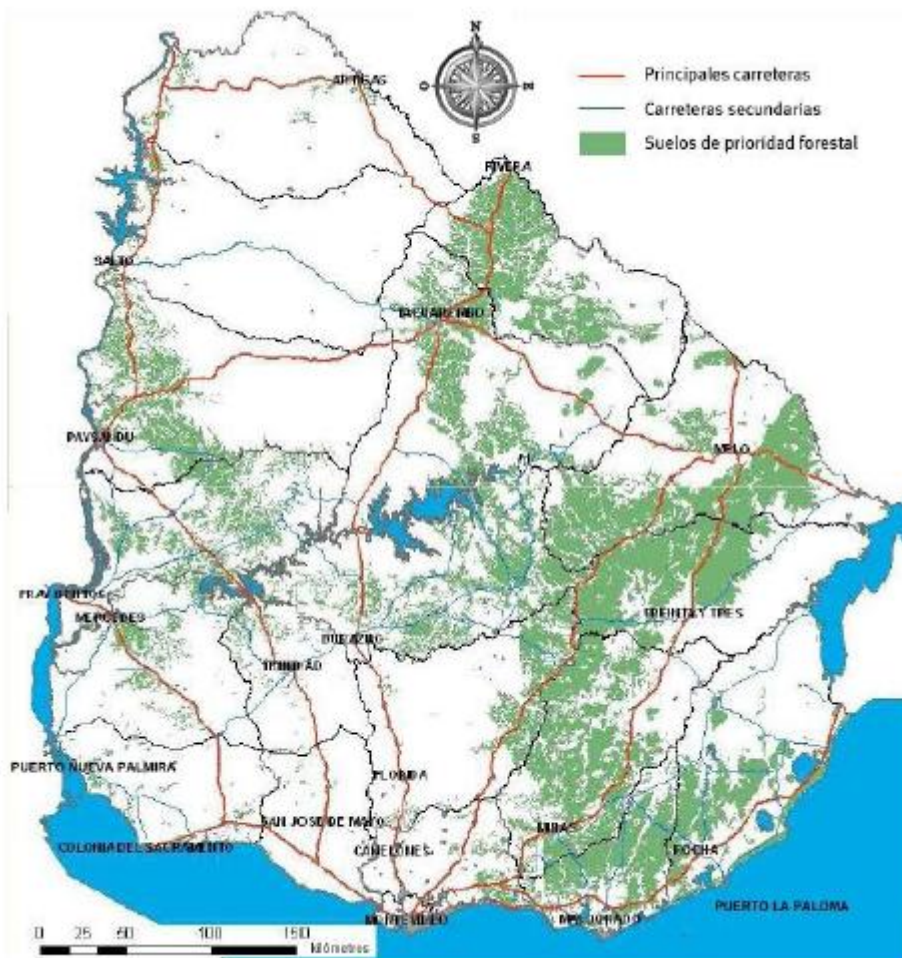 N
O
S
Principales carreteras
Carreteras secundarias
Suelos de prioridad forestal
ARTIGAS
RIVERA
SALTO
TACUAREMBO
PAYSANDU
MELO
FRAY BENTOS
MERCEDES
TREINTA Y TRES
DURAZNO
TRINIDAD
PUERTO NUEVA PALMIRA
FLORIDA
SAN JOSE DE MAYO
MINAS
COLONIA DEL SACRAMENTO
CANELONES
ROCHA
PUERTO LA PALOMA
MONTEVIDEO
MALDONADO
0 25 50 100 150
kilómetros